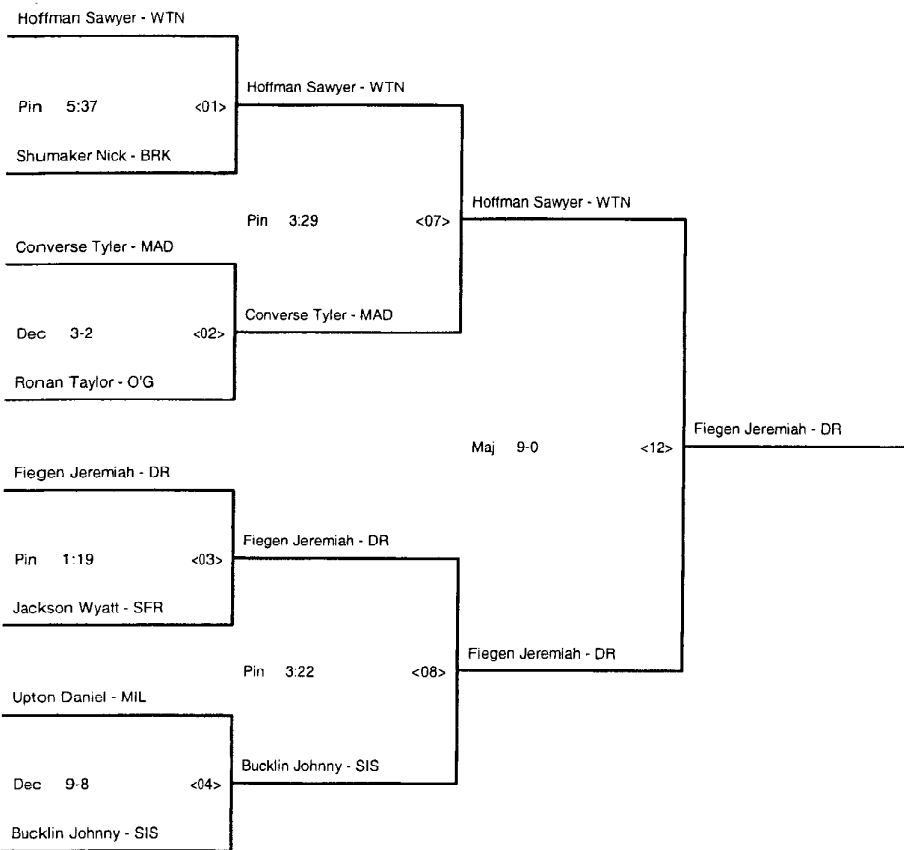 Hoffman Sawyer - WTN
Hoffman Sawyer - WTN
Pin 5:37 <01>
Shumaker Nick - BRK
Hoffman Sawyer - WTN
Pin 3:29 <07>
Converse Tyler - MAD
Converse Tyler - MAD
Dec 3-2 <02>
Ronan Taylor - O'G
Fiegen Jeremiah - DR
Maj 9-0 <12>
Fiegen Jeremiah - DR
Fiegen Jeremiah - DR
Pin 1:19 <03>
Jackson Wyatt - SFR
Fiegen Jeremiah - DR
Pin 3:22 <08>
Upton Daniel - MIL
Bucklin Johnny - SIS
Dec 9-8 <04>
Bucklin Johnny - SIS